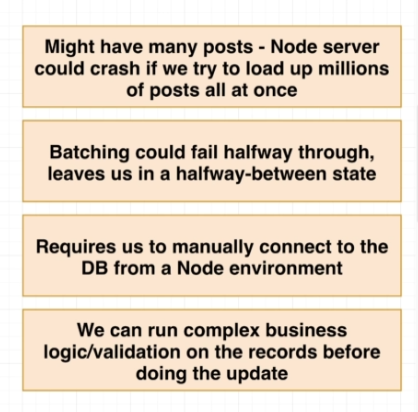 Might have many posts - Node server
could crash if we try to load up millions
of posts all at once
Batching could fail halfway through,
leaves us in a halfway-between state
Requires us to manually connect to the
DB from a Node environment
We can run complex business
logic/validation on the records before
doing the update